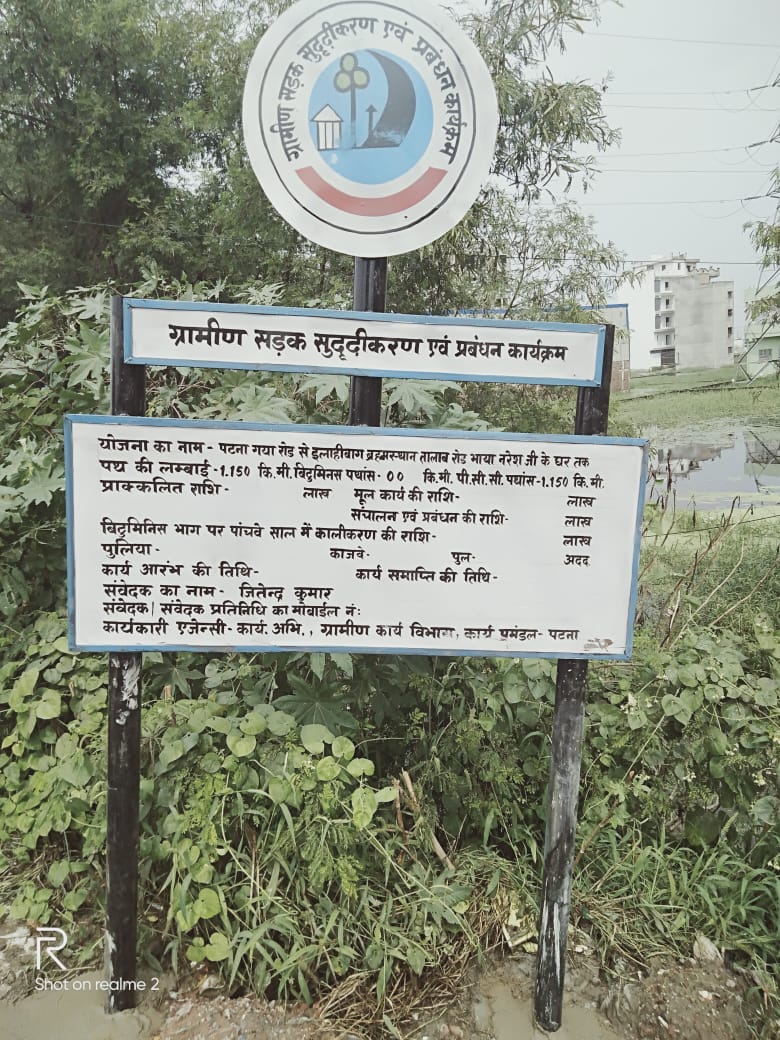 ग्रामीण सड़क सुदृढ़ीकरण एवं प्रबंधन कार्यक्रम
ग्रामीण सड़क सुदृढ़ीकरण एवं प्रबंधन कार्यक्रम
योजना का नाम - पटना गया रोड से इलाहीबाग ब्रह्मस्थान तालाब रोड भाया नरेश जी के घर तक
पथ की लम्बाई - 1.150 कि.मी. बिटुमिनस पथांस - 00 कि.मी. पी.सी.सी. पथांस - 1.150 कि.मी.
प्राक्कलित राशि - लाख मूल कार्य की राशि - लाख
संचालन एवं प्रबंधन की राशि - लाख
बिटुमिनिस भाग पर पांचवे साल में कालीकरण की राशि - लाख
पुलिया - काजवे - पुल - अदद
कार्य आरंभ की तिथि - कार्य समाप्ति की तिथि -
संवेदक का नाम - जितेन्द्र कुमार
संवेदक / संवेदक प्रतिनिधि का मोबाईल नं:
कार्यकारी एजेन्सी - कार्य. अभि., ग्रामीण कार्य विभाग, कार्य प्रमंडल - पटना
R
Shot on realme 2